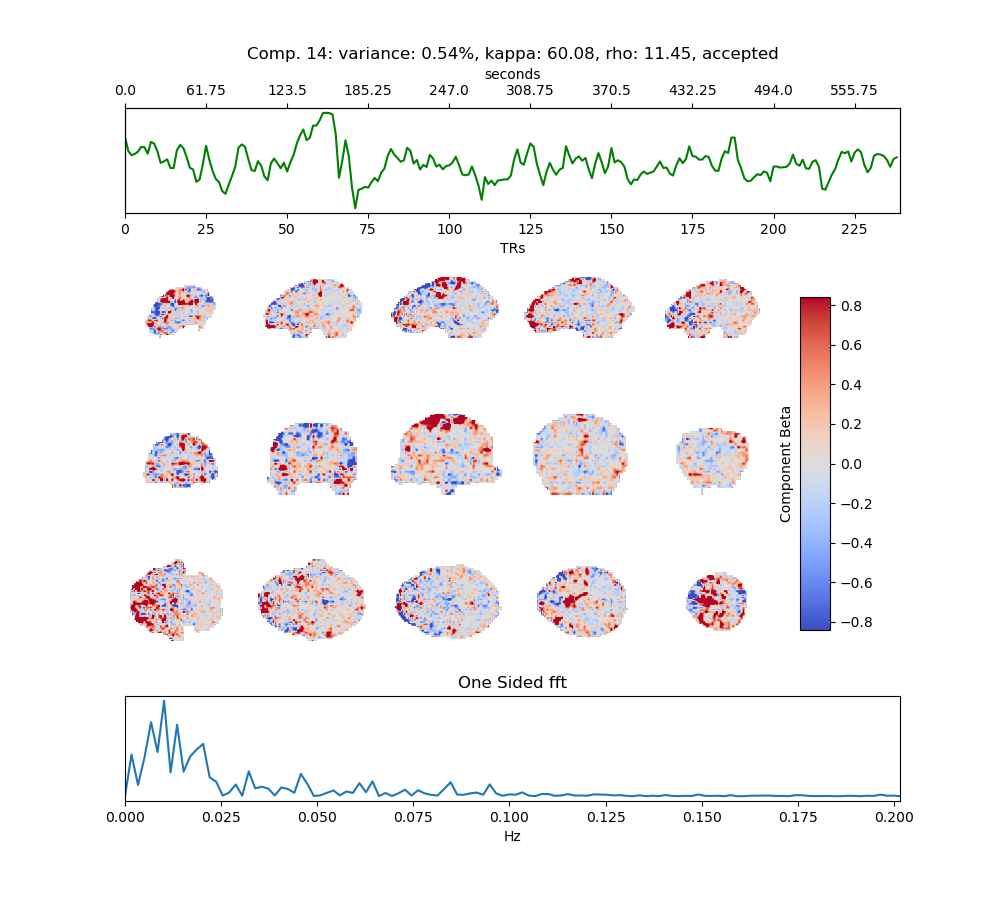 Comp. 14: variance: 0.54%, kappa: 60.08, rho: 11.45, accepted
seconds
0.0 61.75 123.5 185.25 247.0 308.75 370.5 432.25 494.0 555.75
0 25 50 75 100 125 150 175 200 225
TRs
0.8
0.6
0.4
0.2
0.0
−0.2
−0.4
−0.6
−0.8
Component Beta
One Sided fft
0.000 0.025 0.050 0.075 0.100 0.125 0.150 0.175 0.200
Hz